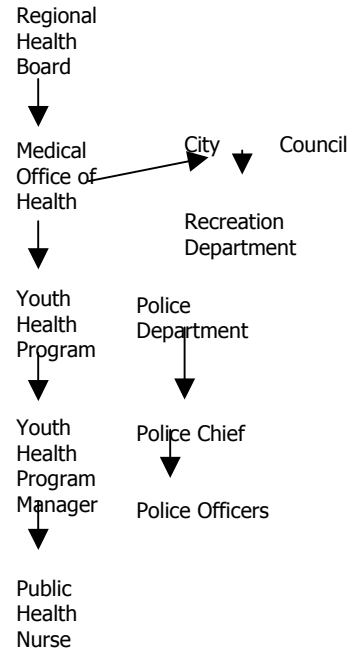 Regional
Health
Board
Medical
Office of
Health
City Council
Recreation
Department
Youth
Health
Program
Police
Department
Youth
Health
Program
Manager
Police Chief
Police Officers
Public
Health
Nurse